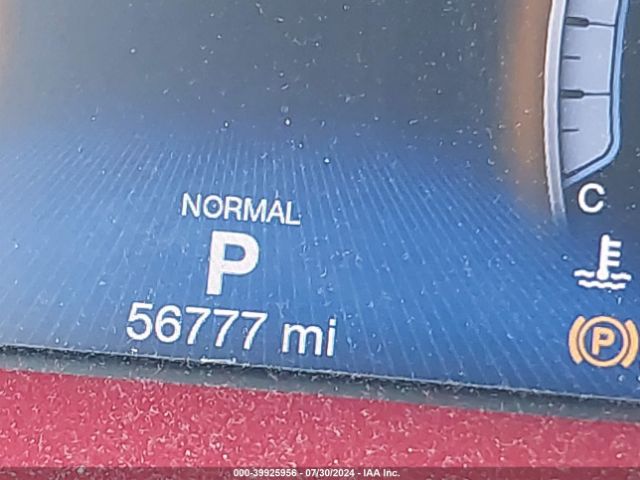 NORMAL
P
56777 mi
C
P
000-39925956 - 07/30/2024 - IAA Inc.